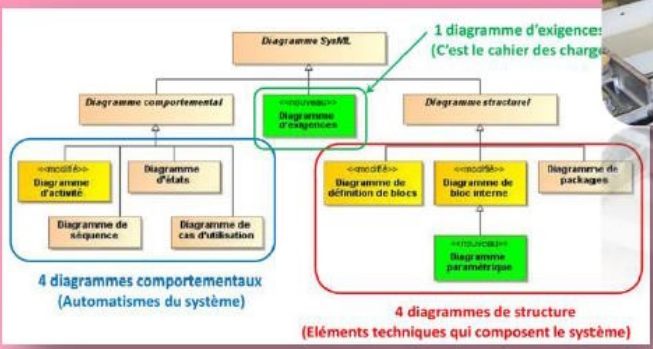 1 diagramme d'exigences
(C'est le cahier des charge
Diagramme SysML
Diagramme comportemental
<<nouveau>>
Diagramme
d'exigences
Diagramme structurel
<<modifié>>
Diagramme
d'activité
Diagramme
d'états
Diagramme de
séquence
Diagramme de
cas d'utilisation
<<modifié>>
Diagramme de
définition de blocs
<<modifié>>
Diagramme de
bloc interne
Diagramme de
packages
<<nouveau>>
Diagramme
paramétrique
4 diagrammes comportementaux
(Automatismes du système)
4 diagrammes de structure
(Eléments techniques qui composent le système)